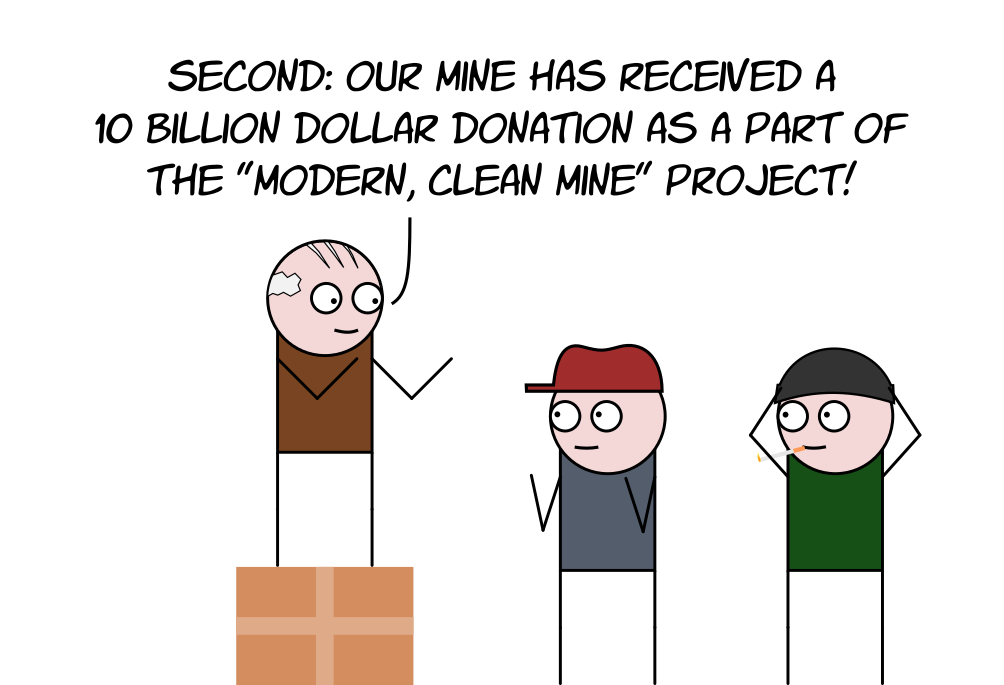 SECOND: OUR MINE HAS RECEIVED A
10 BILLION DOLLAR DONATION AS A PART OF
THE "MODERN, CLEAN MINE" PROJECT!